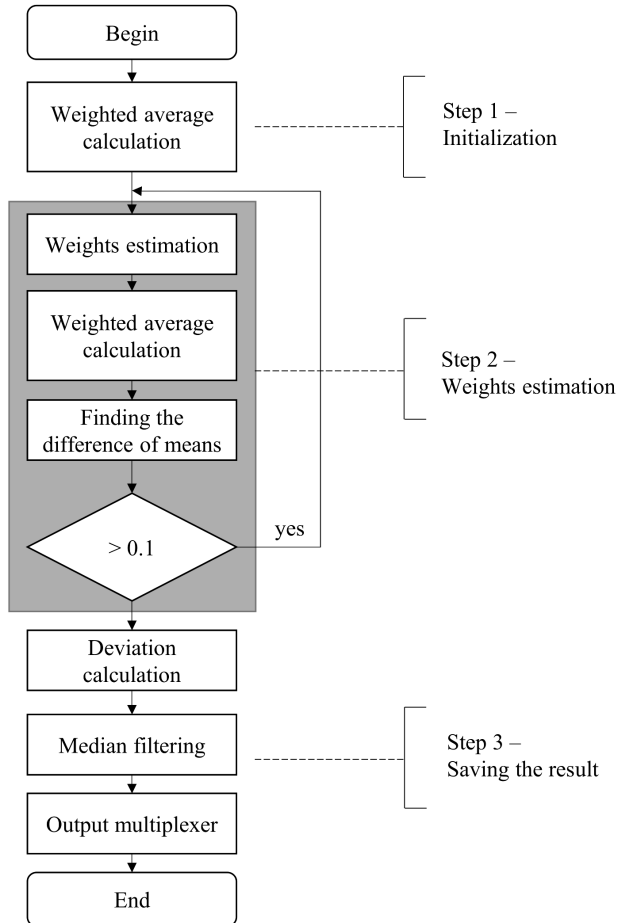 Begin
Weighted average
calculation
Step 1 –
Initialization
Weights estimation
Weighted average
calculation
Step 2 –
Weights estimation
Finding the
difference of means
> 0.1
yes
Deviation
calculation
Median filtering
Step 3 –
Saving the result
Output multiplexer
End